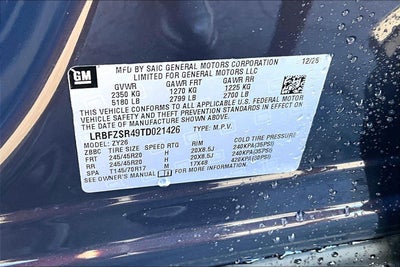 GM
MFD BY SAIC GENERAL MOTORS CORPORATION 12/25
LIMITED FOR GENERAL MOTORS LLC
GVWR GAWR FRT GAWR RR
2350 KG 1270 KG 1225 KG
5180 LB 2799 LB 2700 LB
THIS VEHICLE CONFORMS TO ALL APPLICABLE U.S. FEDERAL MOTOR
VEHICLE SAFETY AND THEFT PREVENTION STANDARDS IN EFFECT ON THE DATE OF
MANUFACTURE SHOWN ABOVE.
LRBFZSR49TD021426 TYPE: M.P.V.
MODEL: ZY26
ZBBC TIRE SIZE SPEED RTG RIM COLD TIRE PRESSURE
FRT 245/45R20 H 20X8.5J 240KPA(35PSI)
RR 245/45R20 H 20X8.5J 240KPA(35PSI)
SPA T145/70R17 M 17X4B 420KPA(60PSI)
SEE OWNER'S MANUAL FOR MORE INFORMATION.